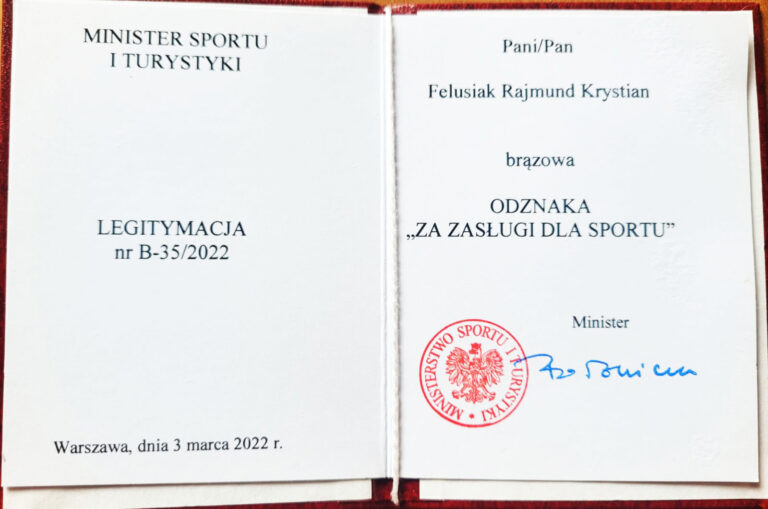 MINISTER SPORTU
I TURYSTYKI
LEGITYMACJA
nr B-35/2022
Warszawa, dnia 3 marca 2022 r.
Pani/Pan
Felusiak Rajmund Krystian
brązowa
ODZNAKA
„ZA ZASŁUGI DLA SPORTU”
Minister
MINISTERSTWO SPORTU I TURYSTYKI